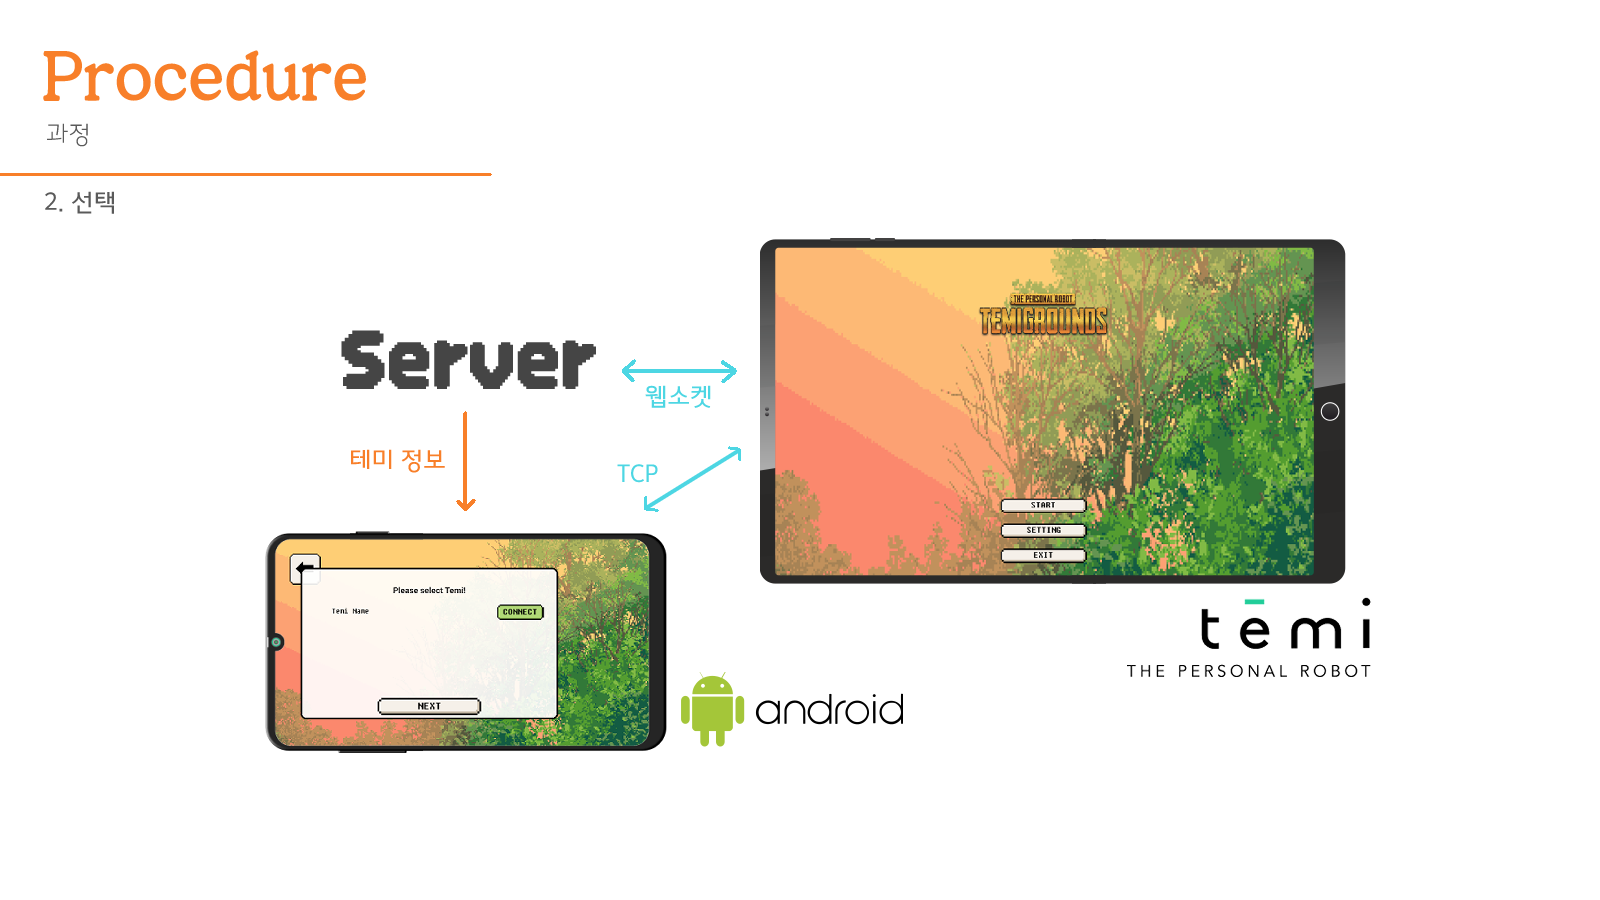 Procedure
과정
2. 선택
Server
웹소켓
테미 정보
TCP
THE PERSONAL ROBOT
TEMIGROUNDS
START
SETTING
EXIT
Please select Temi!
Temi Name
CONNECT
NEXT
android
tēmi
THE PERSONAL ROBOT